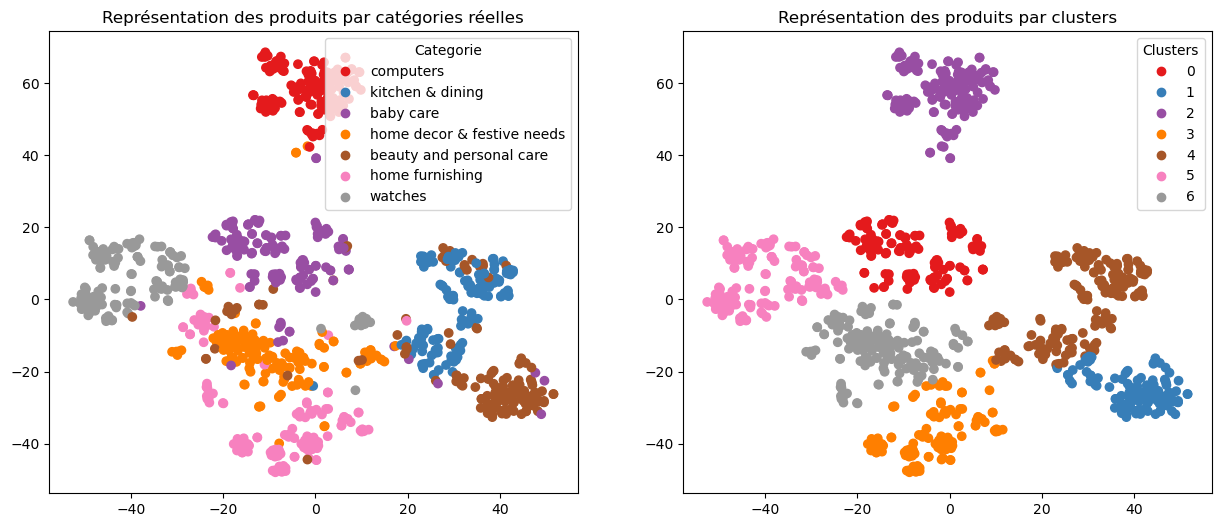 Représentation des produits par catégories réelles
Categorie
computers
kitchen & dining
baby care
home decor & festive needs
beauty and personal care
home furnishing
watches
60
40
20
0
−20
−40
−40
−20
0
20
40
Représentation des produits par clusters
Clusters
0
1
2
3
4
5
6
60
40
20
0
−20
−40
−40
−20
0
20
40